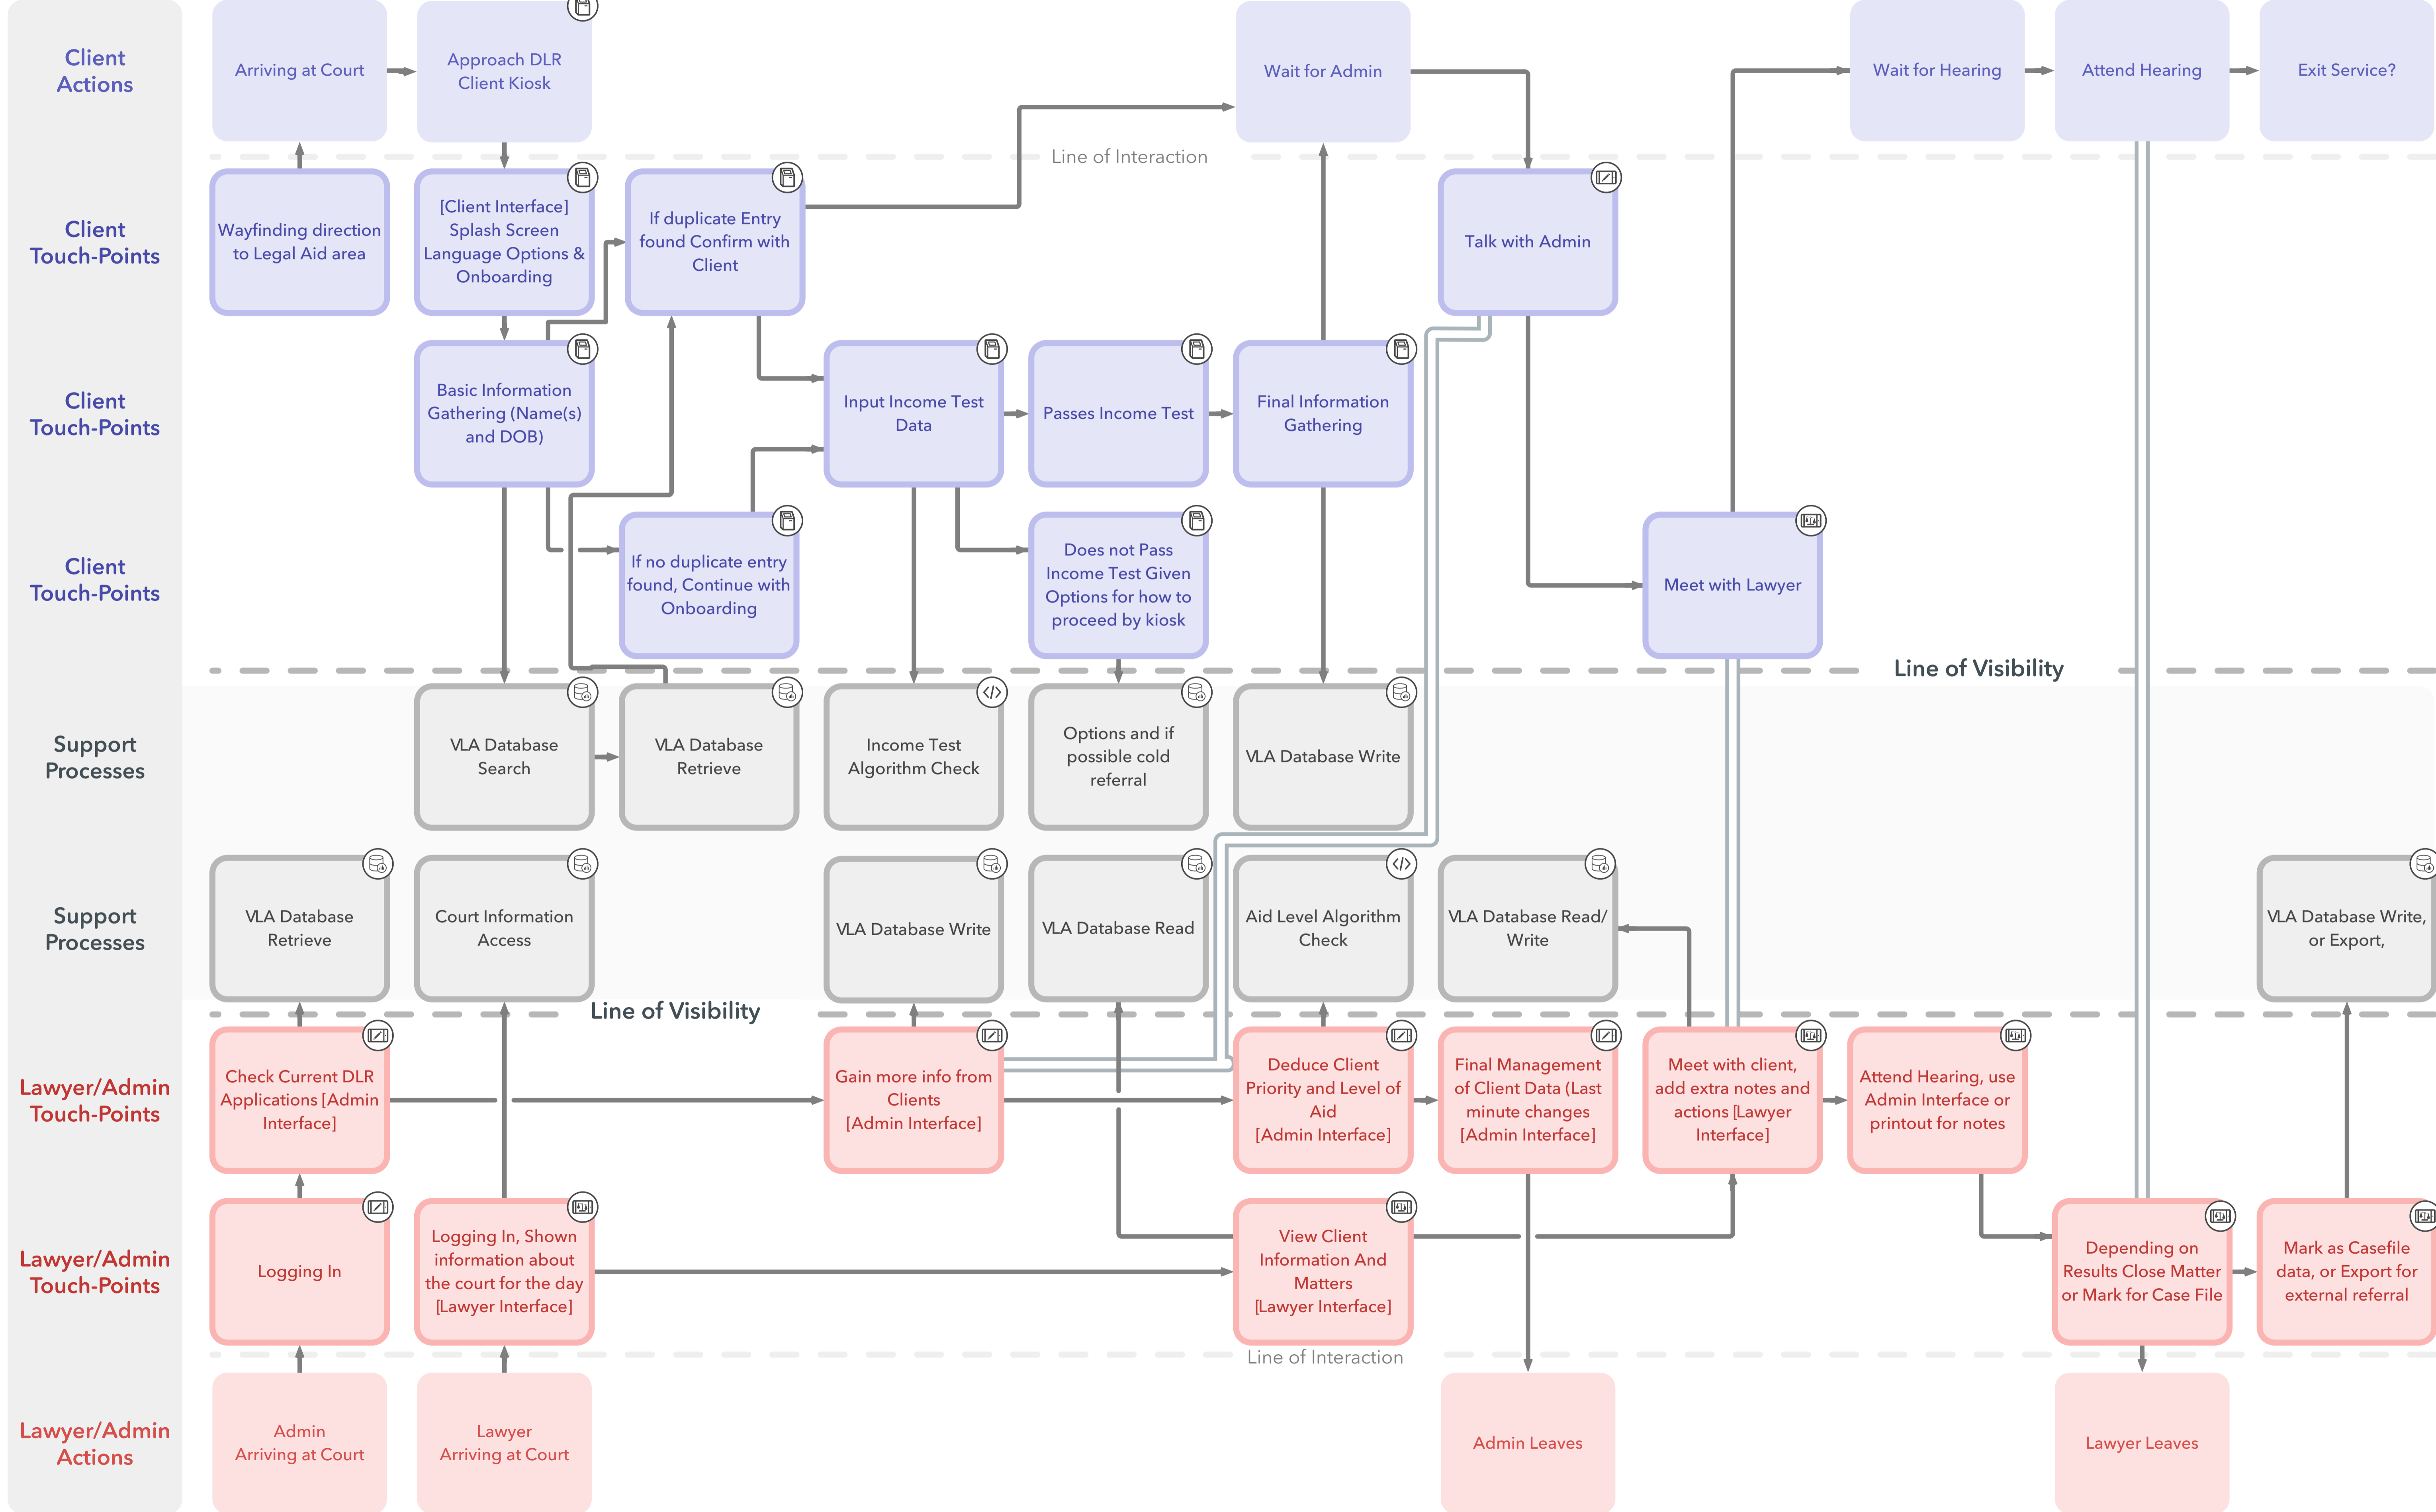 Client
Actions
Arriving at Court
Approach DLR
Client Kiosk
Wait for Admin
Wait for Hearing
Attend Hearing
Exit Service?
Line of Interaction
Client
Touch-Points
Wayfinding direction
to Legal Aid area
[Client Interface]
Splash Screen
Language Options &
Onboarding
If duplicate Entry
found Confirm with
Client
Talk with Admin
Client
Touch-Points
Basic Information
Gathering (Name(s)
and DOB)
Input Income Test
Data
Passes Income Test
Final Information
Gathering
Client
Touch-Points
If no duplicate entry
found, Continue with
Onboarding
Does not Pass
Income Test Given
Options for how to
proceed by kiosk
Meet with Lawyer
Line of Visibility
Support
Processes
VLA Database
Search
VLA Database
Retrieve
Income Test
Algorithm Check
Options and if
possible cold
referral
VLA Database Write
Support
Processes
VLA Database
Retrieve
Court Information
Access
VLA Database Write
VLA Database Read
Aid Level Algorithm
Check
VLA Database Read/
Write
VLA Database Write,
or Export,
Line of Visibility
Lawyer/Admin
Touch-Points
Check Current DLR
Applications [Admin
Interface]
Gain more info from
Clients
[Admin Interface]
Deduce Client
Priority and Level of
Aid
[Admin Interface]
Final Management
of Client Data (Last
minute changes
[Admin Interface]
Meet with client,
add extra notes and
actions [Lawyer
Interface]
Attend Hearing, use
Admin Interface or
printout for notes
Lawyer/Admin
Touch-Points
Logging In
Logging In, Shown
information about
the court for the day
[Lawyer Interface]
View Client
Information And
Matters
[Lawyer Interface]
Depending on
Results Close Matter
or Mark for Case File
Mark as Casefile
data, or Export for
external referral
Line of Interaction
Lawyer/Admin
Actions
Admin
Arriving at Court
Lawyer
Arriving at Court
Admin Leaves
Lawyer Leaves